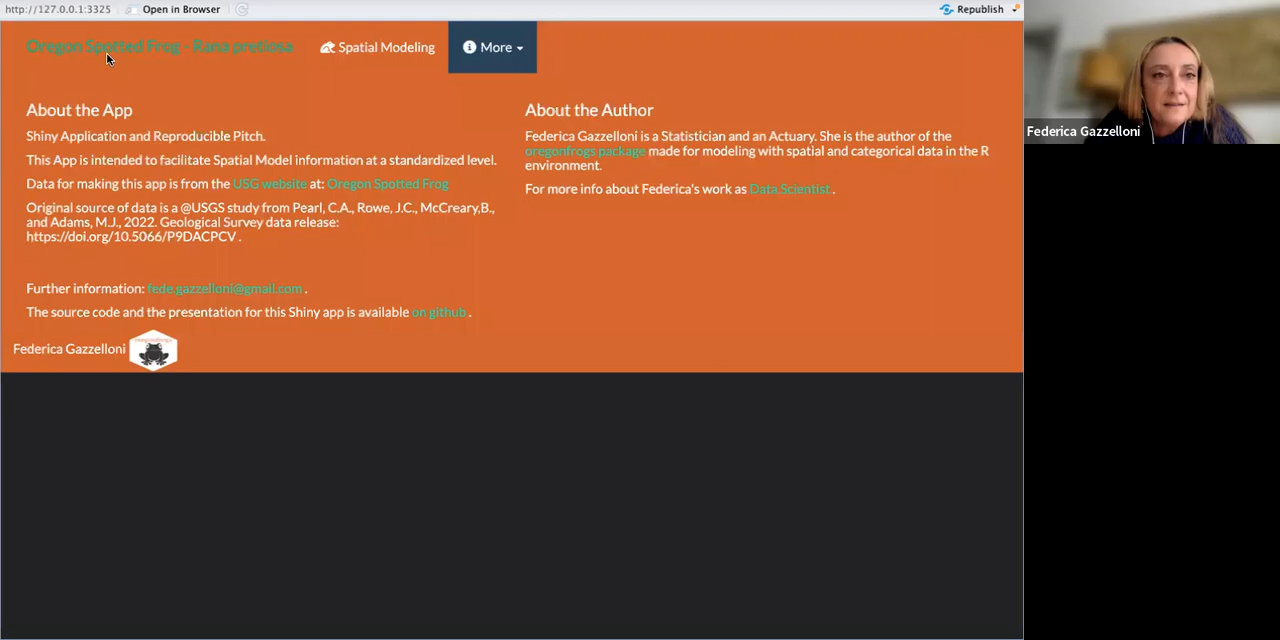 http://127.0.0.1:3325
Open in Browser
Republish
Oregon Spotted Frog - Rana pretiosa
Spatial Modeling
More
Federica Gazzelloni
About the App
Shiny Application and Reproducible Pitch.
This App is intended to facilitate Spatial Model information at a standardized level.
Data for making this app is from the USG website at: Oregon Spotted Frog
Original source of data is a @USGS study from Pearl, C.A., Rowe, J.C., McCreary,B.,
and Adams, M.J., 2022. Geological Survey data release:
https://doi.org/10.5066/P9DACPCV .
Further information: fede.gazzelloni@gmail.com .
The source code and the presentation for this Shiny app is available on github .
About the Author
Federica Gazzelloni is a Statistician and an Actuary. She is the author of the
oregonfrogs package made for modeling with spatial and categorical data in the R
environment.
For more info about Federica's work as Data Scientist .
Federica Gazzelloni